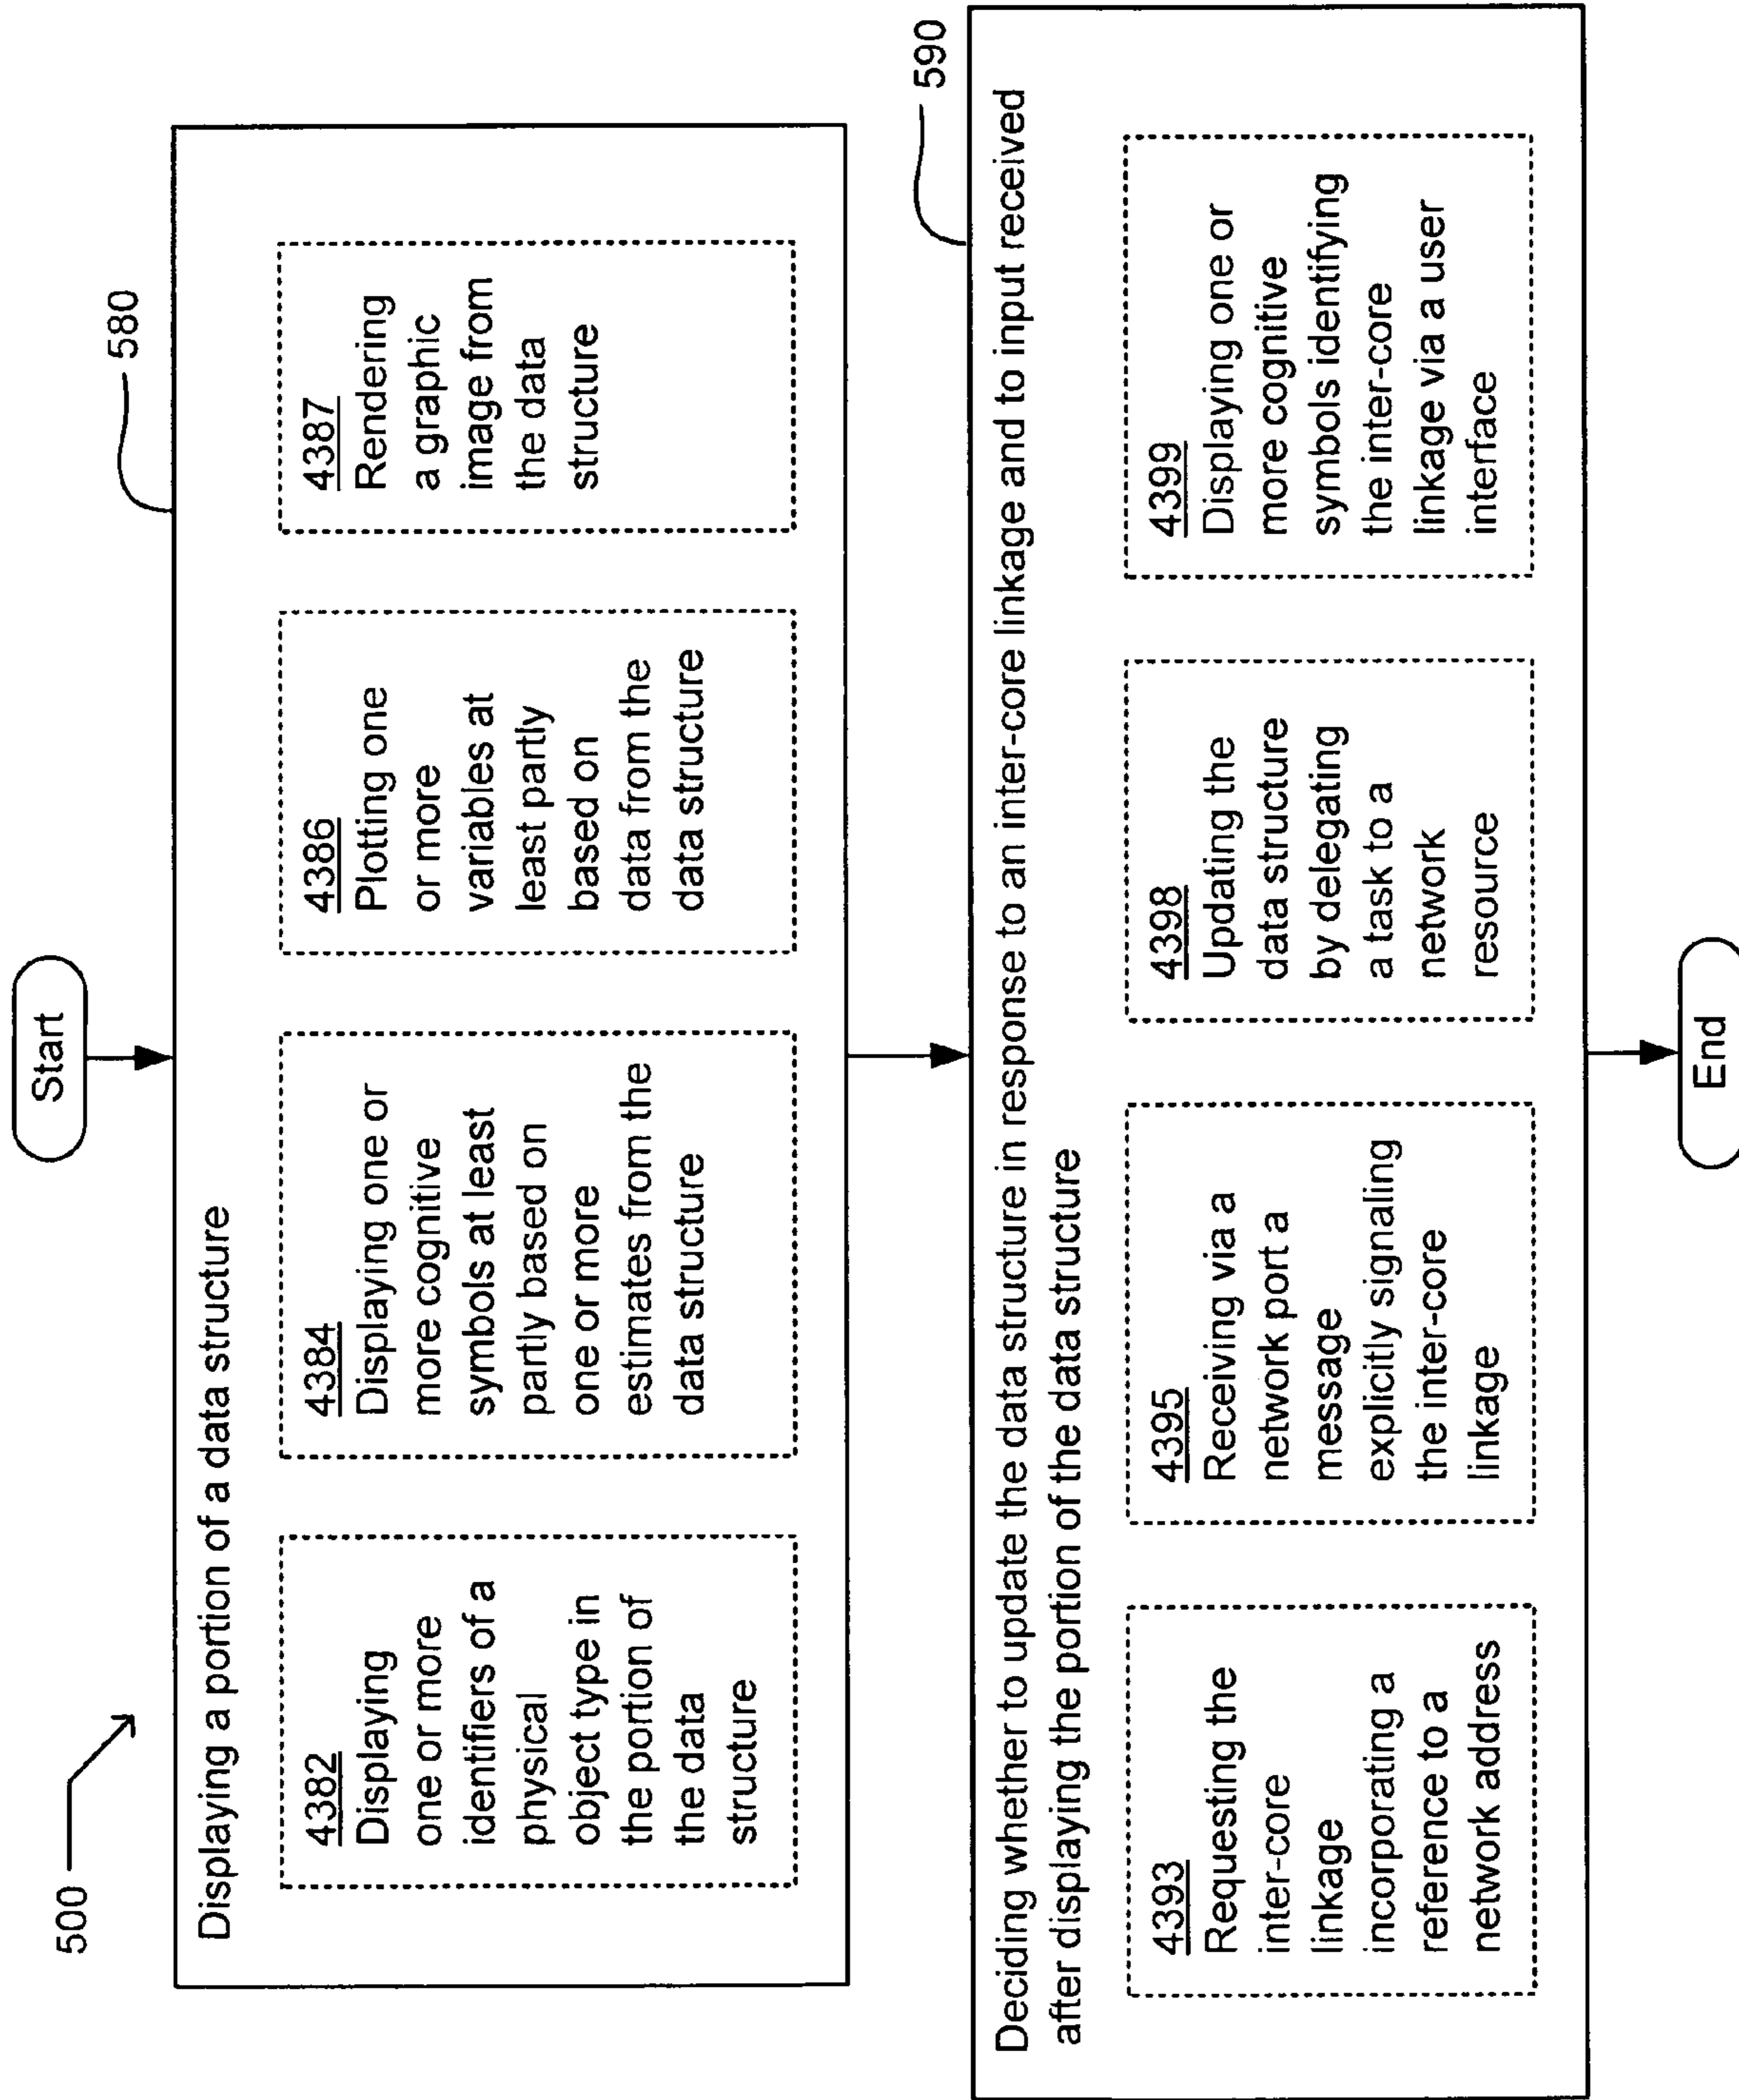 500
Start
580
Displaying a portion of a data structure
4382
Displaying
one or more
identifiers of a
physical
object type in
the portion of
the data
structure
4384
Displaying one or
more cognitive
symbols at least
partly based on
one or more
estimates from the
data structure
4386
Plotting one
or more
variables at
least partly
based on
data from the
data structure
4387
Rendering
a graphic
image from
the data
structure
590
Deciding whether to update the data structure in response to an inter-core linkage and to input received
after displaying the portion of the data structure
4393
Requesting the
inter-core
linkage
incorporating a
reference to a
network address
4395
Receiving via a
network port a
message
explicitly signaling
the inter-core
linkage
4398
Updating the
data structure
by delegating
a task to a
network
resource
4399
Displaying one or
more cognitive
symbols identifying
the inter-core
linkage via a user
interface
End